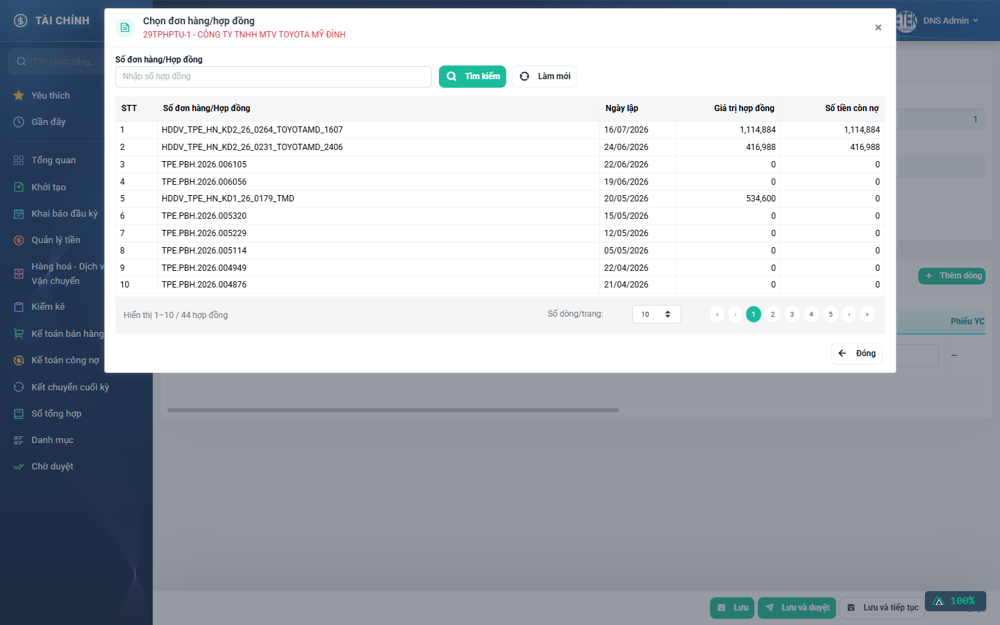 TÀI CHÍNH
Tìm chức năng...
Yêu thích
Gần đây
Tổng quan
Khởi tạo
Khai báo đầu kỳ
Quản lý tiền
Hàng hoá - Dịch v
Vận chuyển
Kiểm kê
Kế toán bán hàng
Kế toán công nợ
Kết chuyển cuối kỳ
Sổ tổng hợp
Danh mục
Chờ duyệt
DNS Admin
Chọn đơn hàng/hợp đồng
29TPHPTU-1 - CÔNG TY TNHH MTV TOYOTA MỸ ĐÌNH
×
Số đơn hàng/Hợp đồng
Nhập số hợp đồng
Tìm kiếm
Làm mới
STT Số đơn hàng/Hợp đồng Ngày lập Giá trị hợp đồng Số tiền còn nợ
1 HDDV_TPE_HN_KD2_26_0264_TOYOTAMD_1607 16/07/2026 1,114,884 1,114,884
2 HDDV_TPE_HN_KD2_26_0231_TOYOTAMD_2406 24/06/2026 416,988 416,988
3 TPE.PBH.2026.006105 22/06/2026 0 0
4 TPE.PBH.2026.006056 19/06/2026 0 0
5 HDDV_TPE_HN_KD1_26_0179_TMD 20/05/2026 534,600 0
6 TPE.PBH.2026.005320 15/05/2026 0 0
7 TPE.PBH.2026.005229 12/05/2026 0 0
8 TPE.PBH.2026.005114 05/05/2026 0 0
9 TPE.PBH.2026.004949 22/04/2026 0 0
10 TPE.PBH.2026.004876 21/04/2026 0 0
Hiển thị 1–10 / 44 hợp đồng
Số dòng/trang: 10
« ‹ 1 2 3 4 5 › »
Đóng
1
+ Thêm dòng
Phiếu YC
—
Lưu
Lưu và duyệt
Lưu và tiếp tục
100%